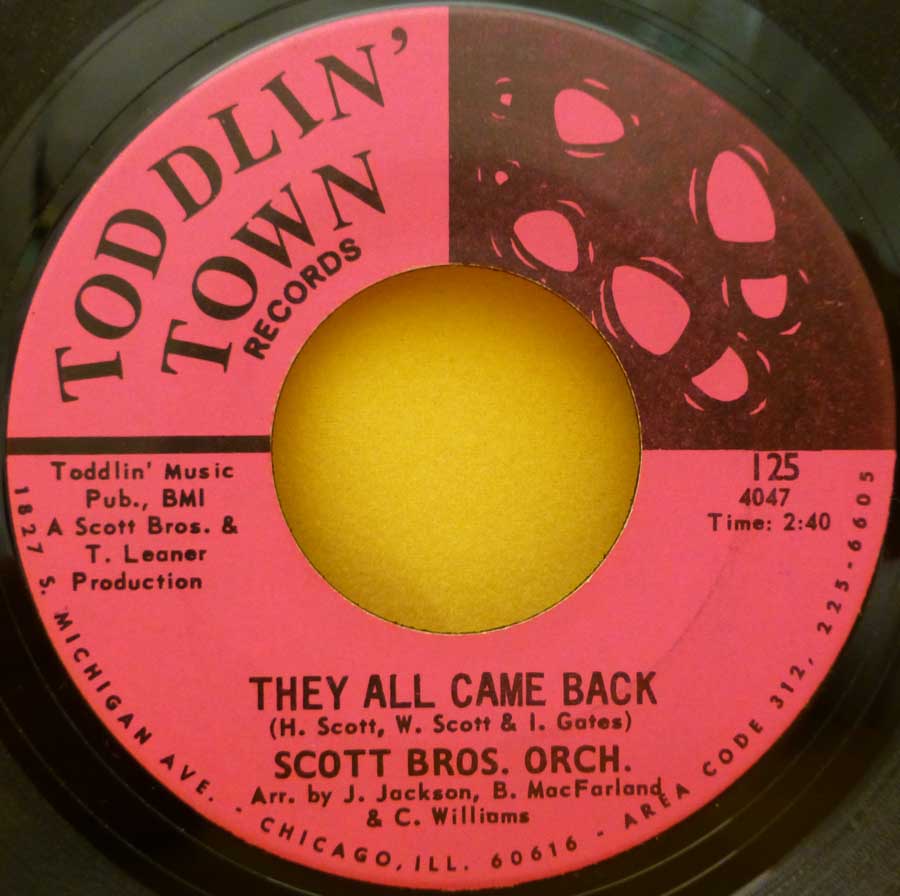 TODDLIN'
TOWN
RECORDS
Toddlin' Music
Pub., BMI
A Scott Bros. &
T. Leaner
Production
125
4047
Time: 2:40
THEY ALL CAME BACK
(H. Scott, W. Scott & I. Gates)
SCOTT BROS. ORCH.
Arr. by J. Jackson, B. MacFarland
& C. Williams
1827 S. MICHIGAN AVE. - CHICAGO, ILL. 60616 - AREA CODE 312, 225-6605